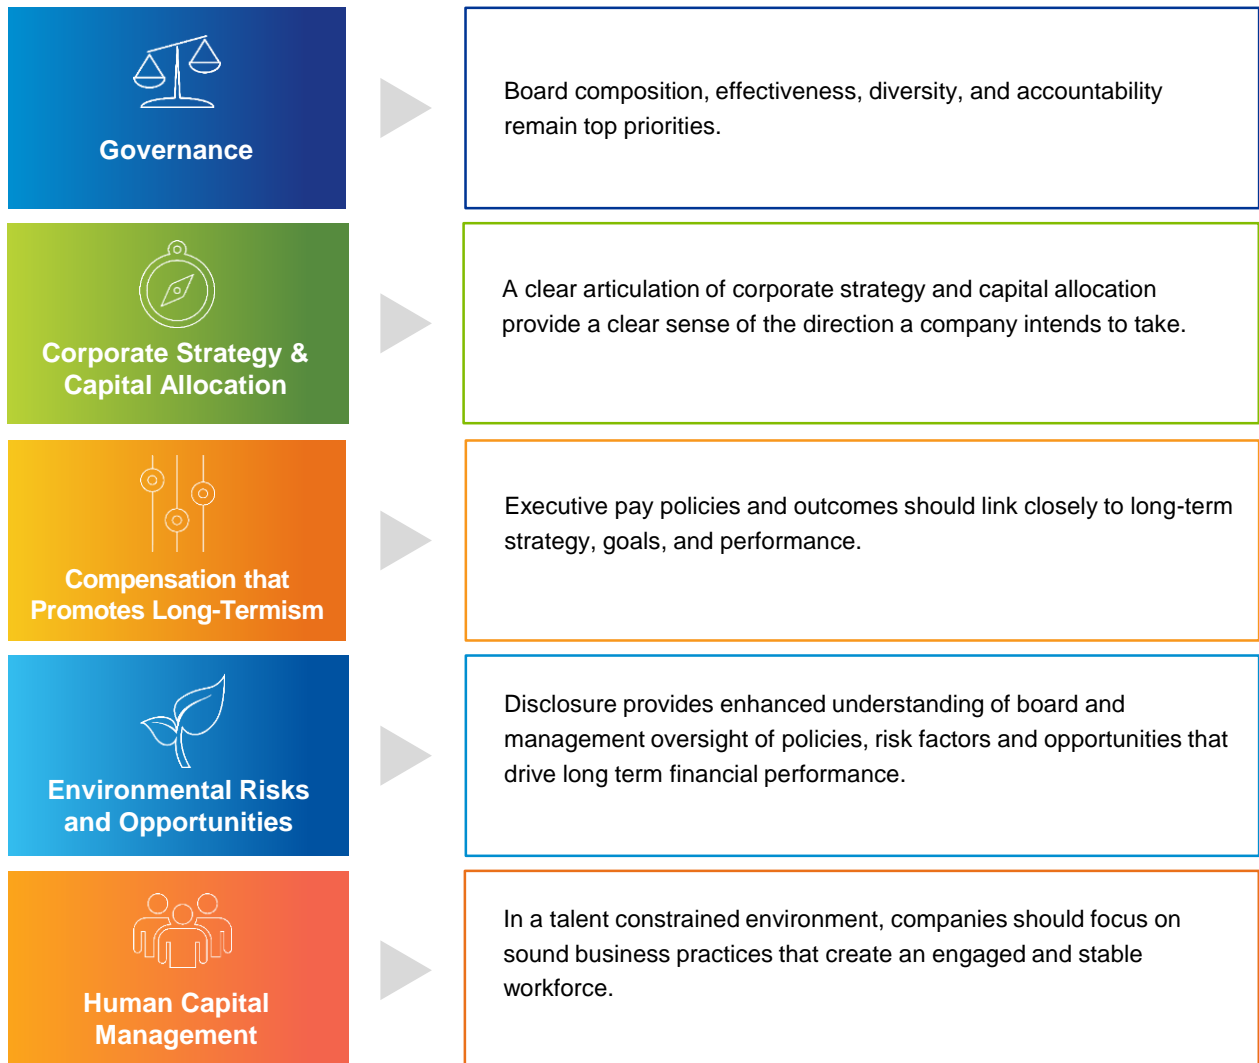 Governance
Board composition, effectiveness, diversity, and accountability
remain top priorities.
Corporate Strategy &
Capital Allocation
A clear articulation of corporate strategy and capital allocation
provide a clear sense of the direction a company intends to take.
Compensation that
Promotes Long-Termism
Executive pay policies and outcomes should link closely to long-term
strategy, goals, and performance.
Environmental Risks
and Opportunities
Disclosure provides enhanced understanding of board and
management oversight of policies, risk factors and opportunities that
drive long term financial performance.
Human Capital
Management
In a talent constrained environment, companies should focus on
sound business practices that create an engaged and stable
workforce.